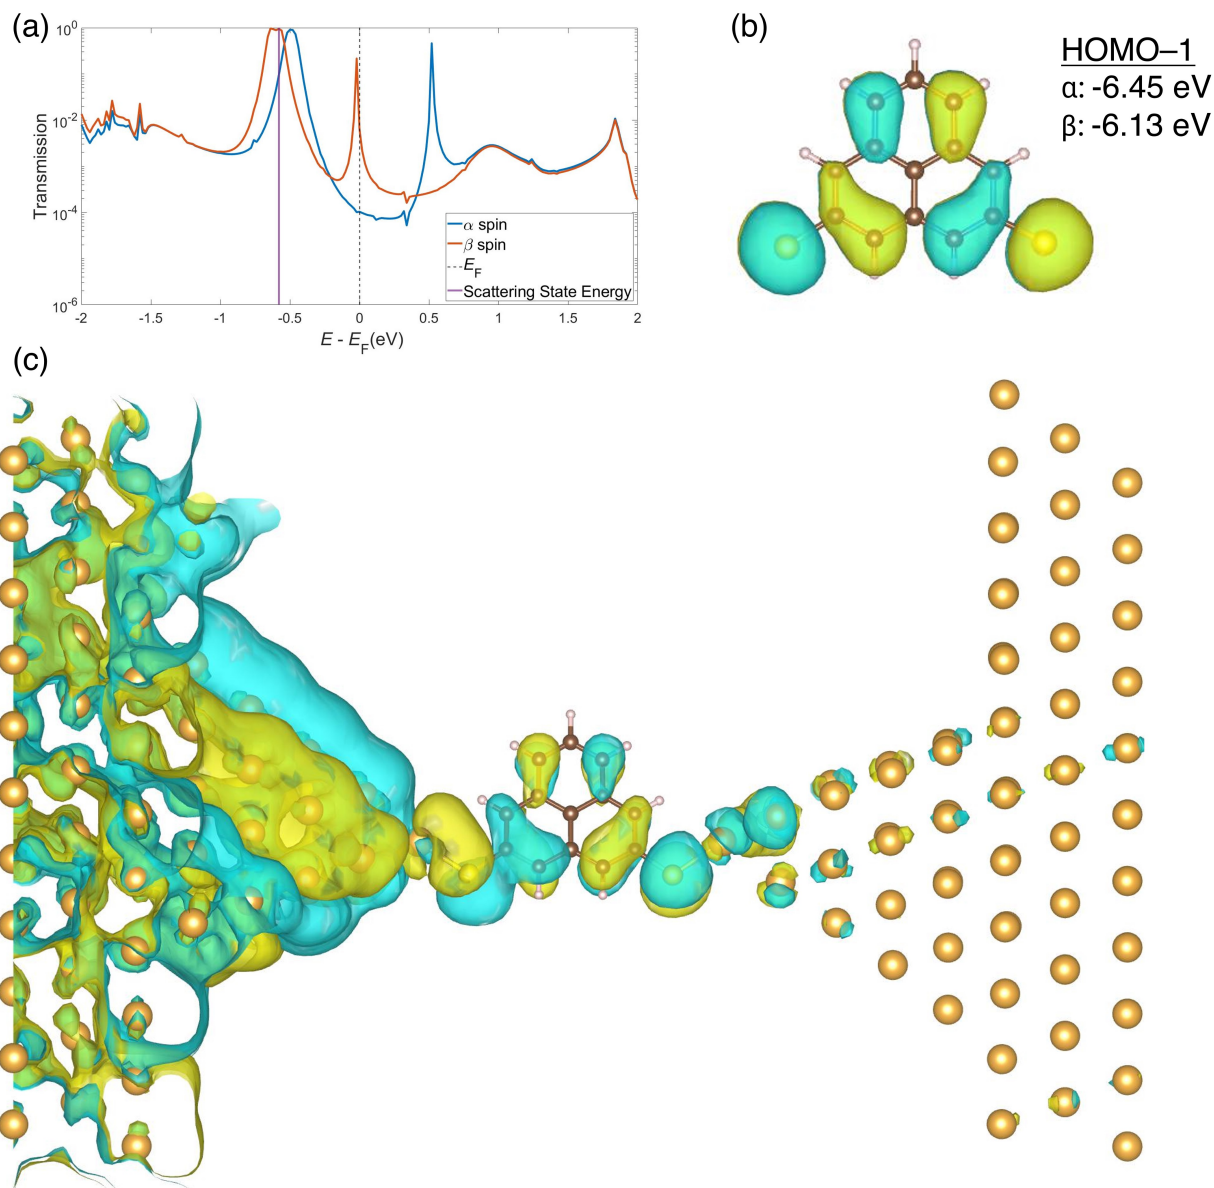 (a)
10^0
10^-2
10^-4
10^-6
Transmission
-2 -1.5 -1 -0.5 0 0.5 1 1.5 2
E - E_F(eV)
α spin
β spin
E_F
Scattering State Energy
(b)
HOMO–1
α: -6.45 eV
β: -6.13 eV
(c)